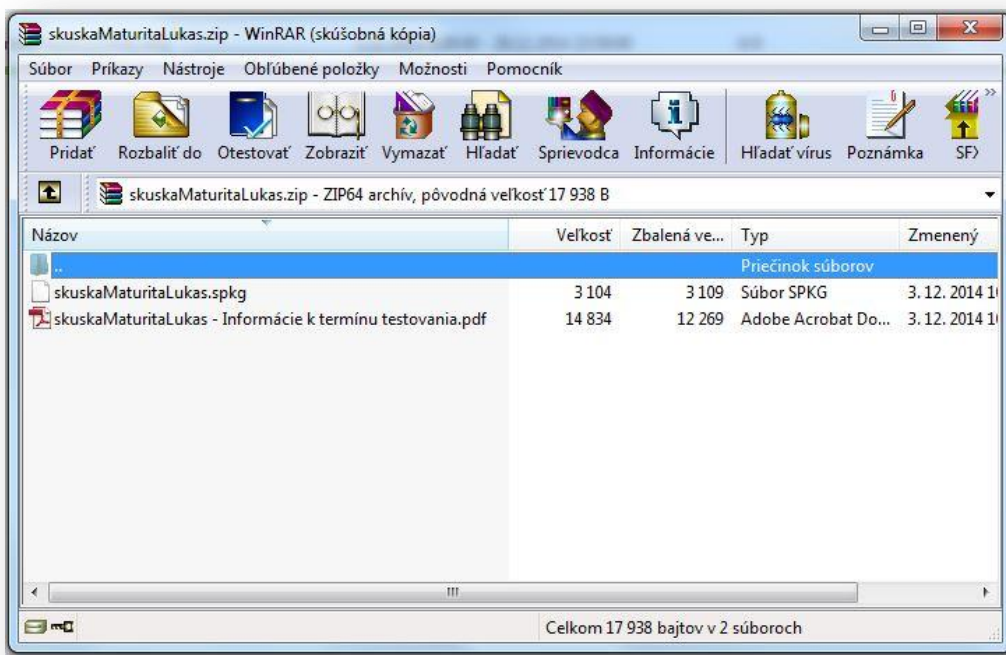 skuskaMaturitaLukas.zip - WinRAR (skúšobná kópia)
Súbor Príkazy Nástroje Obľúbené položky Možnosti Pomocník
Pridať Rozbaliť do Otestovať Zobraziť Vymazať Hľadať Sprievodca Informácie Hľadať vírus Poznámka SF
skuskaMaturitaLukas.zip - ZIP64 archív, pôvodná veľkosť 17 938 B
Názov Veľkosť Zbalená ve... Typ Zmenený
.. Priečinok súborov
skuskaMaturitaLukas.spkg 3 104 3 109 Súbor SPKG 3. 12. 2014 1
skuskaMaturitaLukas - Informácie k termínu testovania.pdf 14 834 12 269 Adobe Acrobat Do... 3. 12. 2014 1
Celkom 17 938 bajtov v 2 súboroch